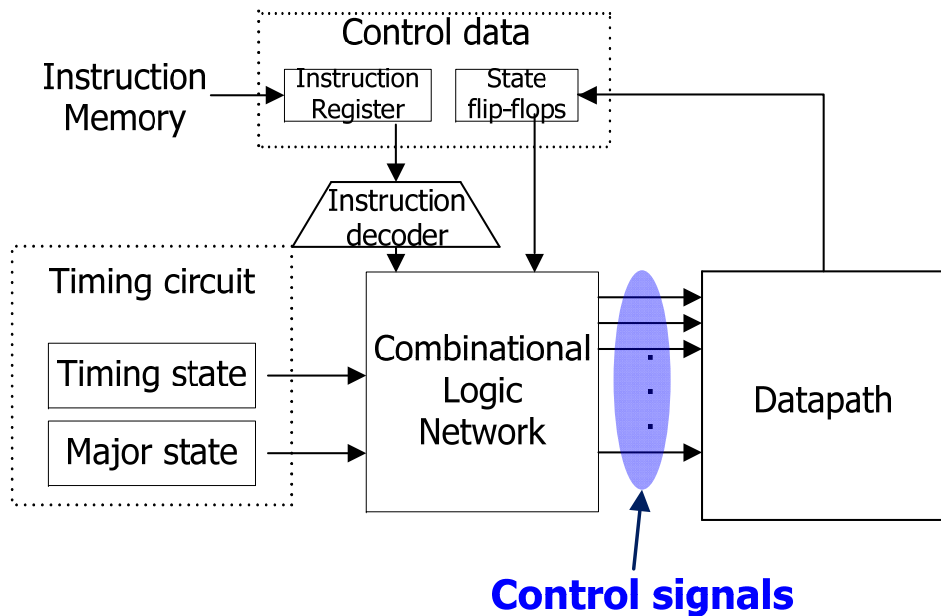 Control data
Instruction
Memory
Instruction
Register
State
flip-flops
Instruction
decoder
Timing circuit
Timing state
Major state
Combinational
Logic
Network
Datapath
Control signals